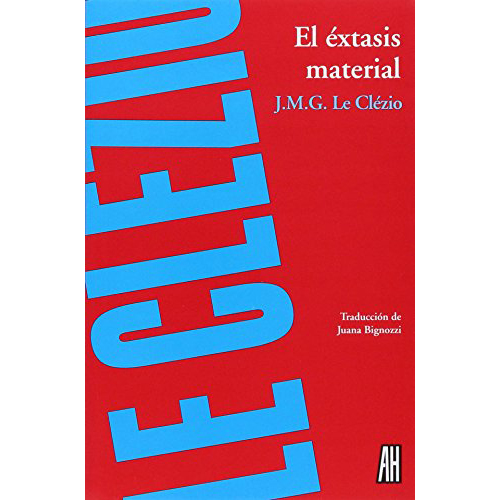 El éxtasis
material
J.M.G. Le Clézio
LE CLÉZIO
Traducción de
Juana Bignozzi
AH